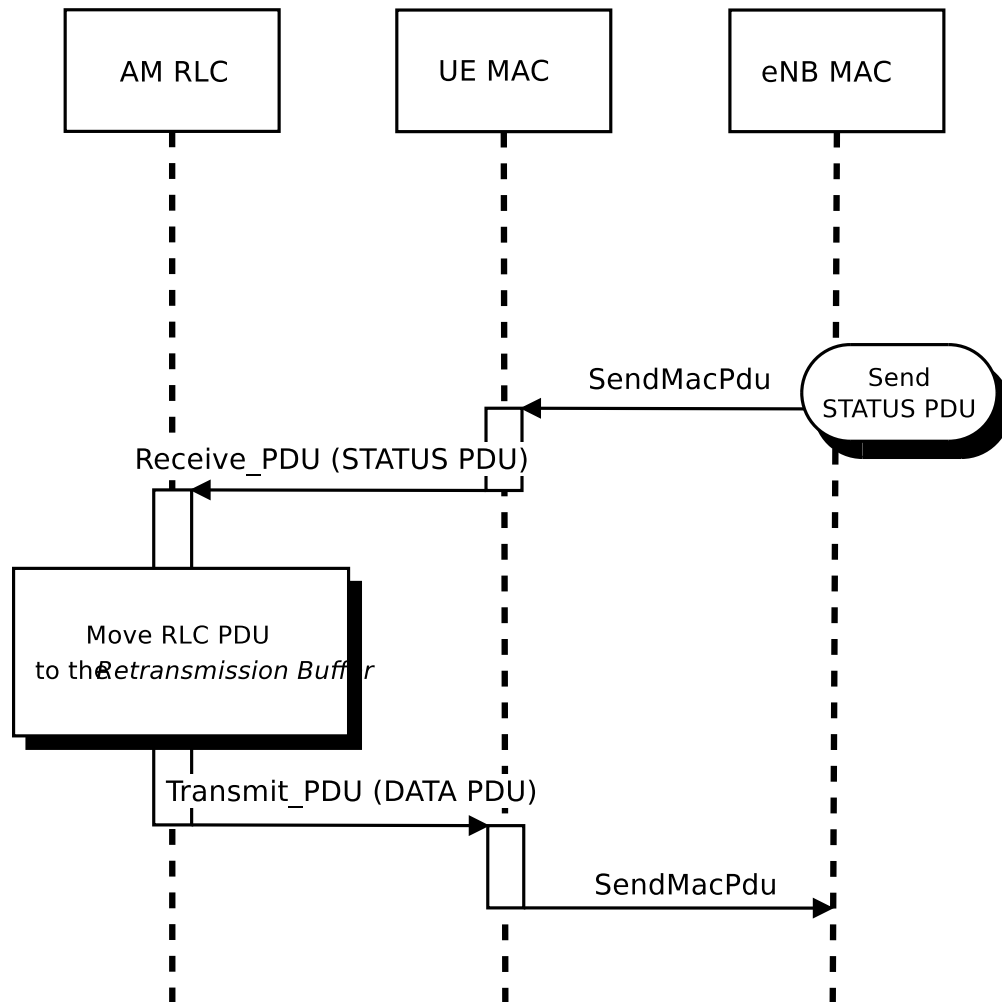 AM RLC
UE MAC
eNB MAC
Send
STATUS PDU
SendMacPdu
Receive_PDU (STATUS PDU)
Move RLC PDU
to the Retransmission Buffer
Transmit_PDU (DATA PDU)
SendMacPdu